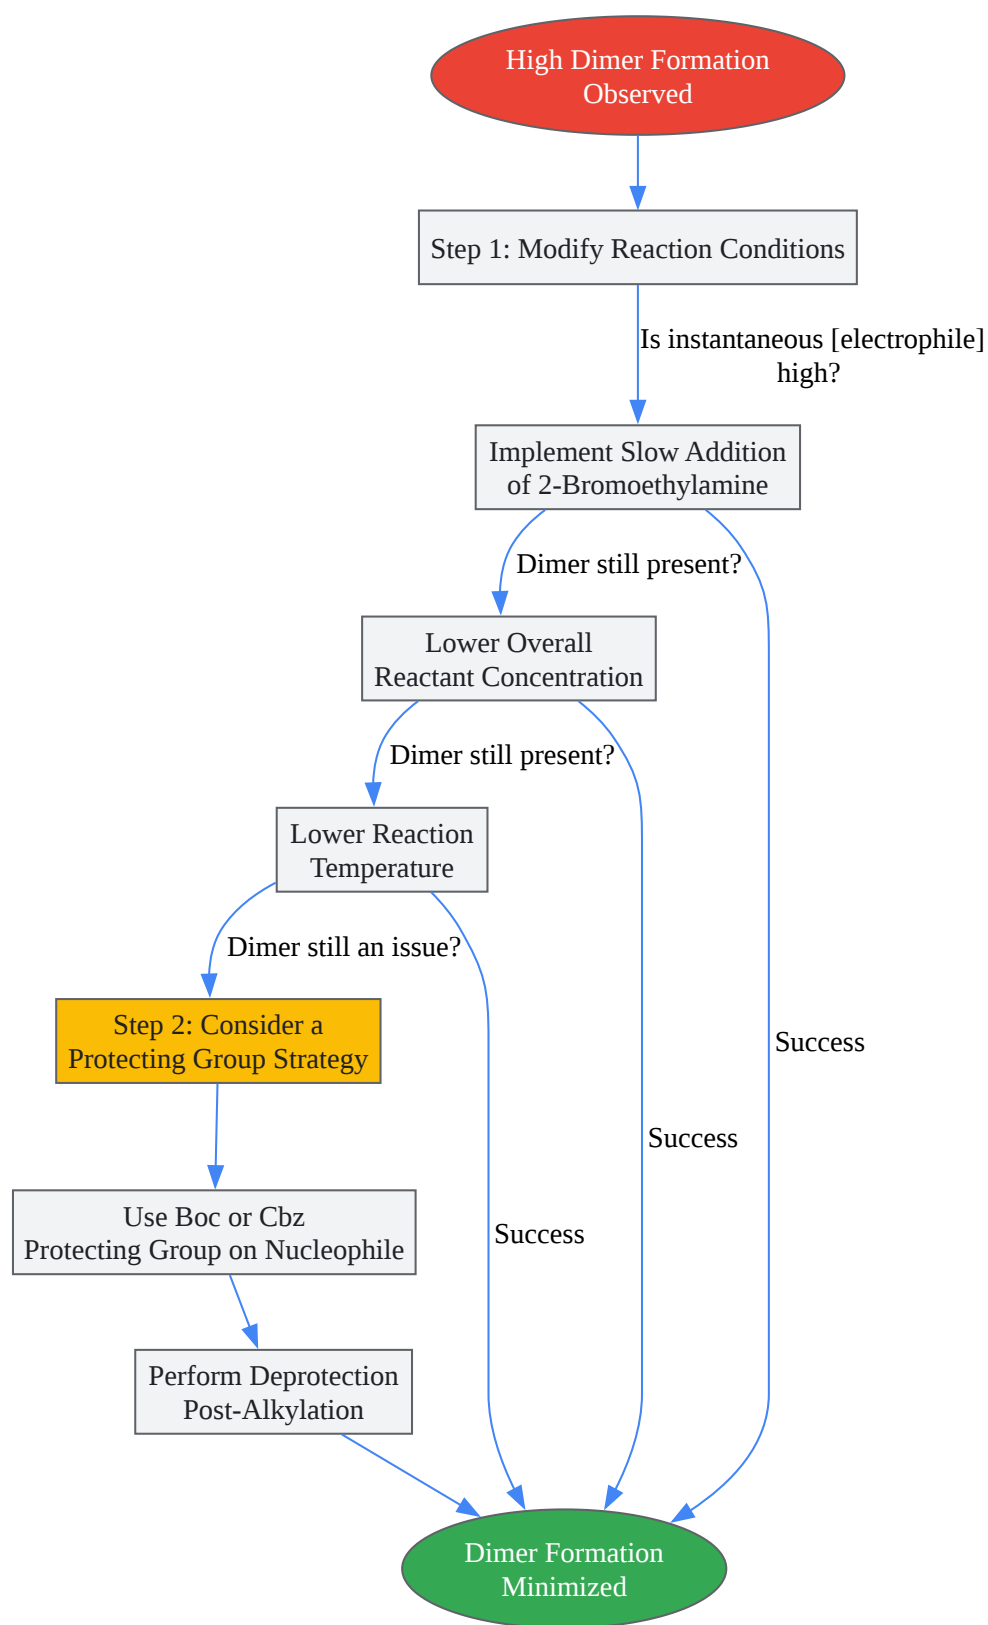 High Dimer Formation
Observed
Step 1: Modify Reaction Conditions
Is instantaneous [electrophile]
high?
Implement Slow Addition
of 2-Bromoethylamine
Dimer still present?
Lower Overall
Reactant Concentration
Dimer still present?
Lower Reaction
Temperature
Dimer still an issue?
Step 2: Consider a
Protecting Group Strategy
Success
Success
Use Boc or Cbz
Protecting Group on Nucleophile
Success
Perform Deprotection
Post-Alkylation
Dimer Formation
Minimized